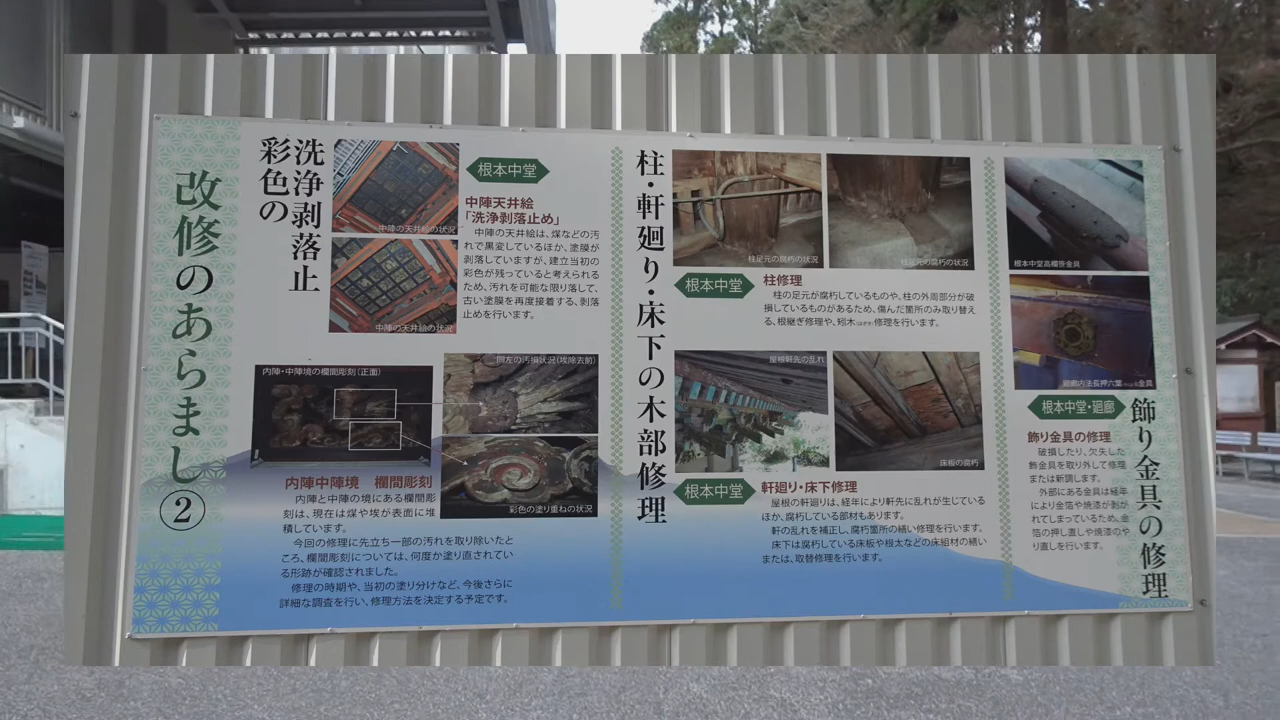 改修のあらまし②
彩色の
洗浄剥落止
中陣の天井絵の状況
中陣の天井絵の状況
根本中堂
中陣天井絵
「洗浄剥落止め」
中陣の天井絵は、煤などの汚
れで黒変しているほか、塗膜が
剥落していますが、建立当初の
彩色が残っていると考えられる
ため、汚れを可能な限り落して、
古い塗膜を再度接着する、剥落
止めを行います。
内陣・中陣境の欄間彫刻（正面）
同左の汚損状況（埃除去前）
彩色の塗り重ねの状況
内陣中陣境　欄間彫刻
内陣と中陣の境にある欄間彫
刻は、現在は煤や埃が表面に堆
積しています。
今回の修理に先立ち一部の汚れを取り除いたと
ころ、欄間彫刻については、何度か塗り直されてい
る形跡が確認されました。
修理の時期や、当初の塗り分けなど、今後さらに
詳細な調査を行い、修理方法を決定する予定です。
柱・軒廻り・床下の木部修理
柱足元の腐朽の状況
柱足元の腐朽の状況
根本中堂
柱修理
柱の足元が腐朽しているものや、柱の外周部分が破
損しているものがあるため、傷んだ箇所のみ取り替え
る、根継ぎ修理や、矧木(はぎき)修理を行います。
屋根軒先の乱れ
床板の腐朽
根本中堂
軒廻り・床下修理
屋根の軒廻りは、経年により軒先に乱れが生じている
ほか、腐朽している部材もあります。
軒の乱れを補正し、腐朽箇所の繕い修理を行います。
床下は腐朽している床板や根太などの床組材の繕い
または、取替修理を行います。
根本中堂高欄笹金具
廻廊内法長押六葉金具
根本中堂・廻廊
飾り金具の修理
飾り金具の修理
破損したり、欠失した
飾金具を取り外して修理
または新調します。
外部にある金具は経年
により金箔や焼漆が剥が
れてしまっているため、金
箔の押し直しや焼漆のや
り直しを行います。